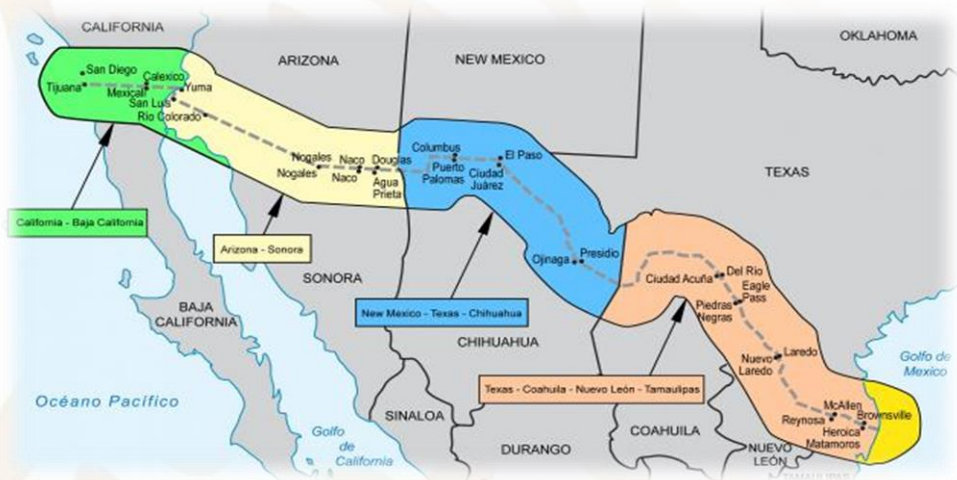 CALIFORNIA
ARIZONA
NEW MEXICO
OKLAHOMA
San Diego
Tijuana
Calexico
Mexicali
Yuma
San Luis
Río Colorado
Nogales
Nogales
Naco
Naco
Douglas
Agua
Prieta
Columbus
Puerto
Palomas
El Paso
Ciudad
Juárez
TEXAS
California - Baja California
Arizona - Sonora
SONORA
Ojinaga
Presidio
Ciudad Acuña
Del Río
Eagle
Pass
Piedras
Negras
BAJA
CALIFORNIA
New Mexico - Texas - Chihuahua
CHIHUAHUA
Laredo
Nuevo
Laredo
Golfo de
Mexico
Texas - Coahuila - Nuevo León - Tamaulipas
Océano Pacífico
SINALOA
McAllen
Reynosa
Brownsville
Heroica
Matamoros
Golfo
de
California
DURANGO
COAHUILA
NUEVO
LEÓN
TAMAULIPAS